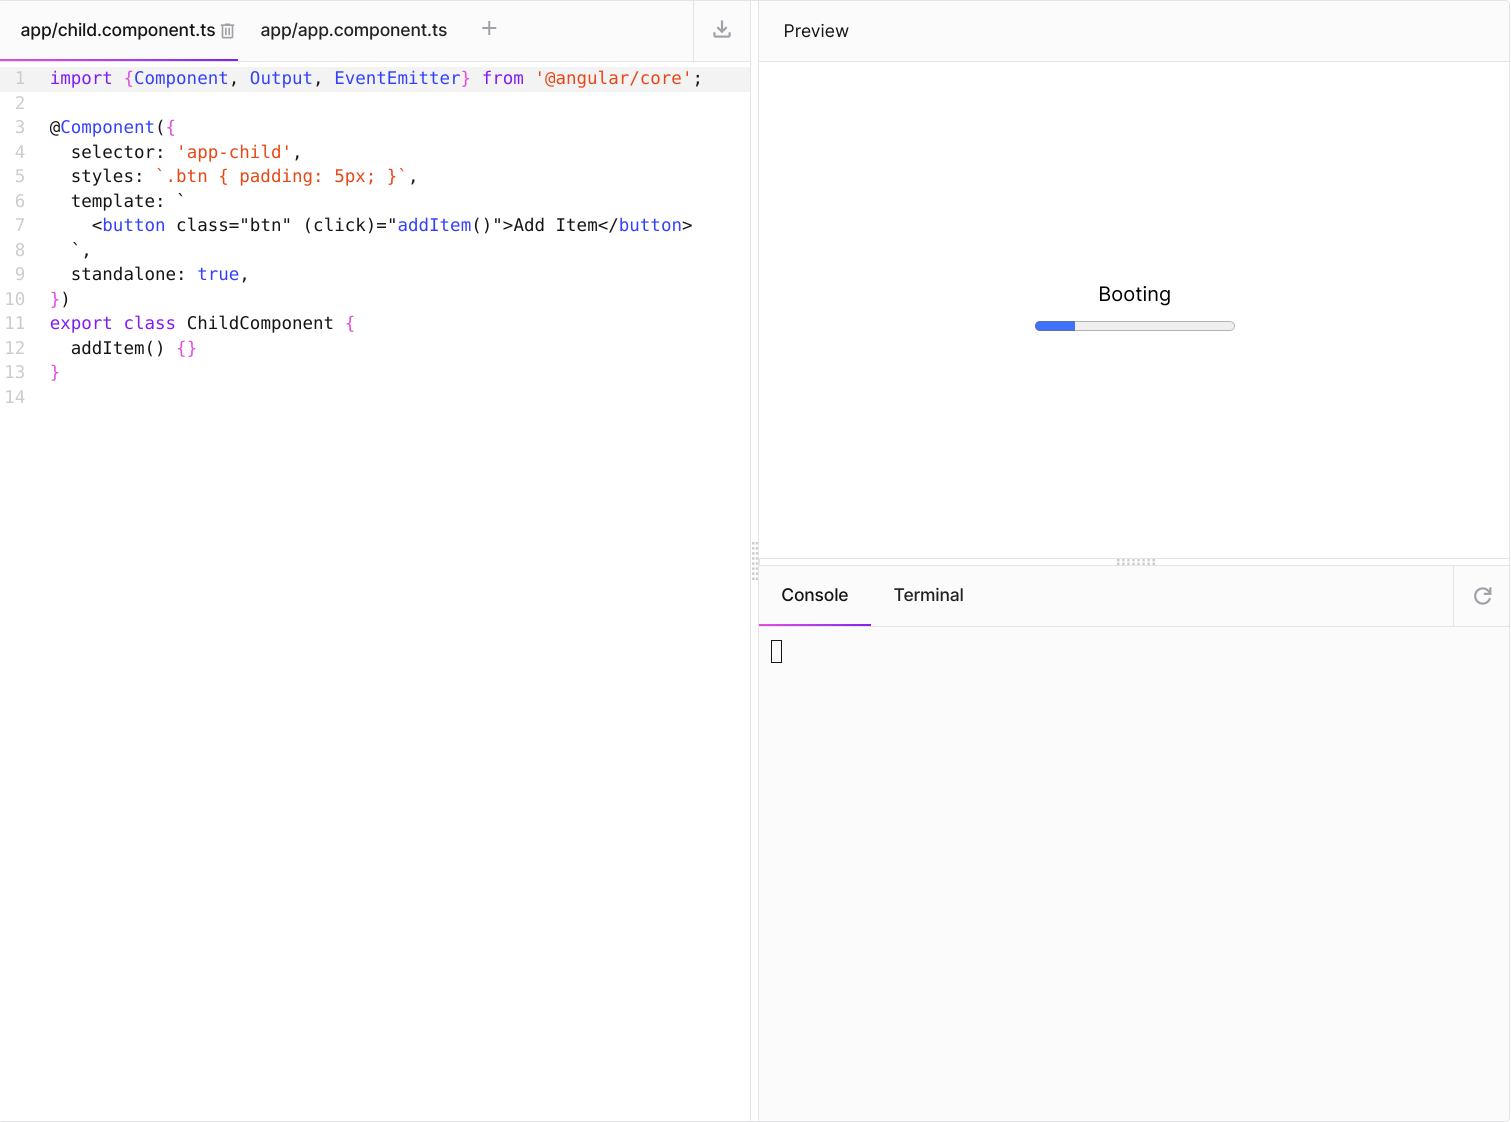 app/child.component.ts app/app.component.ts +
1 import {Component, Output, EventEmitter} from '@angular/core';
2
3 @Component({
4   selector: 'app-child',
5   styles: `.btn { padding: 5px; }`,
6   template: `
7     <button class="btn" (click)="addItem()">Add Item</button>
8   `,
9   standalone: true,
10 })
11 export class ChildComponent {
12   addItem() {}
13 }
14
Preview
Booting
Console Terminal